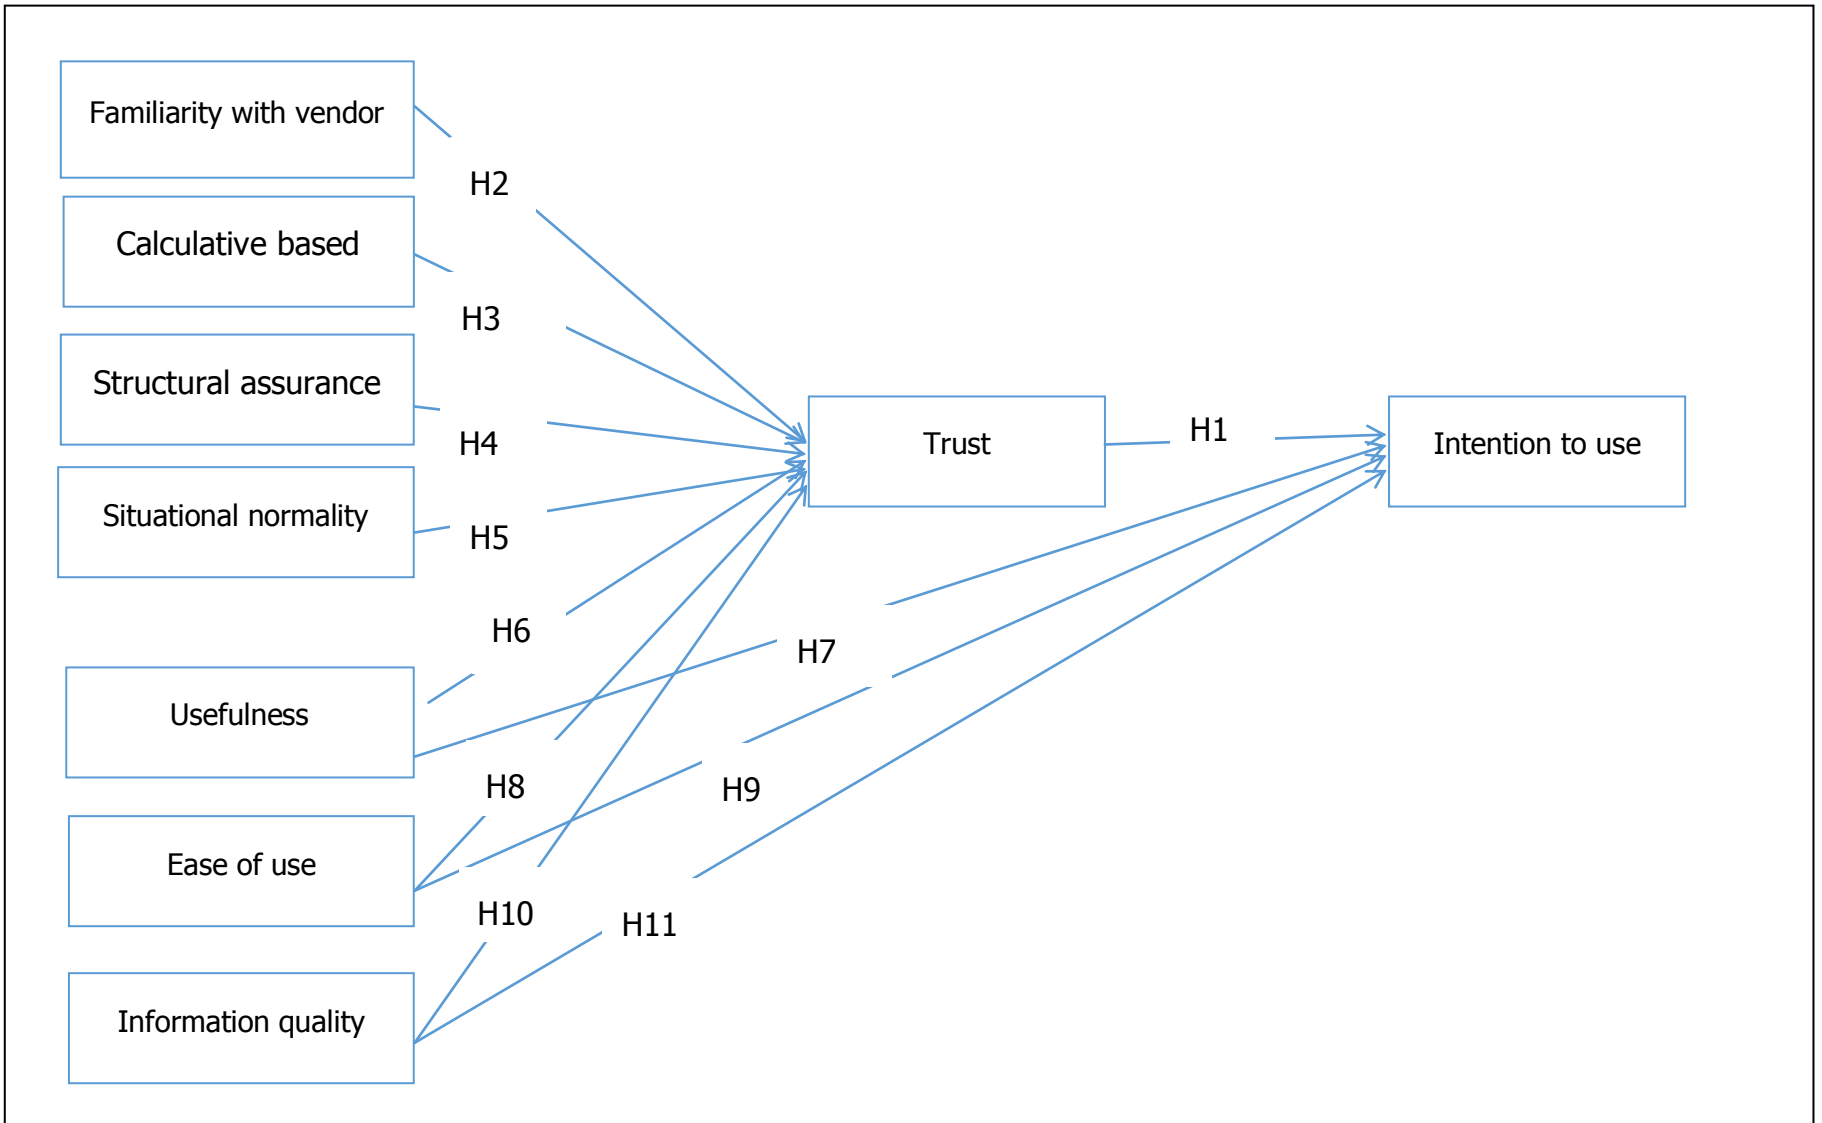 Familiarity with vendor
H2
Calculative based
H3
Structural assurance
H4
Trust
H1
Intention to use
Situational normality
H5
H6
H7
Usefulness
H8
H9
Ease of use
H10
H11
Information quality